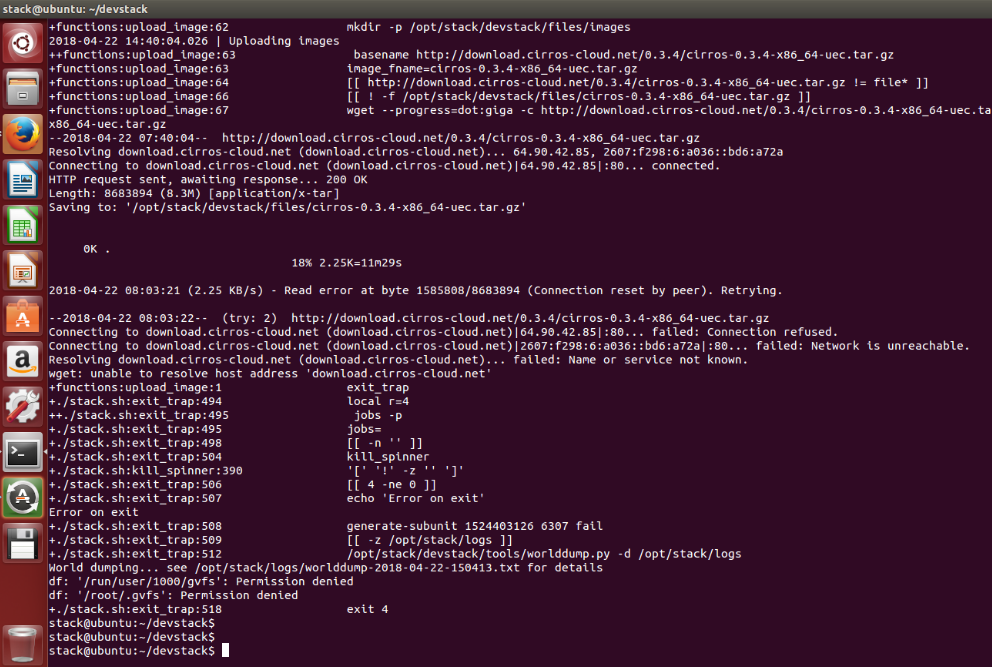 stack@ubuntu: ~/devstack
+functions:upload_image:62 mkdir -p /opt/stack/devstack/files/images
2018-04-22 14:40:04.026 | Uploading images
++functions:upload_image:63 basename http://download.cirros-cloud.net/0.3.4/cirros-0.3.4-x86_64-uec.tar.gz
+functions:upload_image:63 image_fname=cirros-0.3.4-x86_64-uec.tar.gz
+functions:upload_image:64 [[ http://download.cirros-cloud.net/0.3.4/cirros-0.3.4-x86_64-uec.tar.gz != file* ]]
+functions:upload_image:66 [[ ! -f /opt/stack/devstack/files/cirros-0.3.4-x86_64-uec.tar.gz ]]
+functions:upload_image:67 wget --progress=dot:giga -c http://download.cirros-cloud.net/0.3.4/cirros-0.3.4-x86_64-uec.ta
x86_64-uec.tar.gz
--2018-04-22 07:40:04-- http://download.cirros-cloud.net/0.3.4/cirros-0.3.4-x86_64-uec.tar.gz
Resolving download.cirros-cloud.net (download.cirros-cloud.net)... 64.90.42.85, 2607:f298:6:a036::bd6:a72a
Connecting to download.cirros-cloud.net (download.cirros-cloud.net)|64.90.42.85|:80... connected.
HTTP request sent, awaiting response... 200 OK
Length: 8683894 (8.3M) [application/x-tar]
Saving to: '/opt/stack/devstack/files/cirros-0.3.4-x86_64-uec.tar.gz'
0K .
18% 2.25K=11m29s
2018-04-22 08:03:21 (2.25 KB/s) - Read error at byte 1585808/8683894 (Connection reset by peer). Retrying.
--2018-04-22 08:03:22-- (try: 2) http://download.cirros-cloud.net/0.3.4/cirros-0.3.4-x86_64-uec.tar.gz
Connecting to download.cirros-cloud.net (download.cirros-cloud.net)|64.90.42.85|:80... failed: Connection refused.
Connecting to download.cirros-cloud.net (download.cirros-cloud.net)|2607:f298:6:a036::bd6:a72a|:80... failed: Network is unreachable.
Resolving download.cirros-cloud.net (download.cirros-cloud.net)... failed: Name or service not known.
wget: unable to resolve host address 'download.cirros-cloud.net'
+functions:upload_image:1 exit_trap
+./stack.sh:exit_trap:494 local r=4
++./stack.sh:exit_trap:495 jobs -p
+./stack.sh:exit_trap:495 jobs=
+./stack.sh:exit_trap:498 [[ -n '' ]]
+./stack.sh:exit_trap:504 kill_spinner
+./stack.sh:kill_spinner:390 '[' '!' -z '' ']'
+./stack.sh:exit_trap:506 [[ 4 -ne 0 ]]
+./stack.sh:exit_trap:507 echo 'Error on exit'
Error on exit
+./stack.sh:exit_trap:508 generate-subunit 1524403126 6307 fail
+./stack.sh:exit_trap:509 [[ -z /opt/stack/logs ]]
+./stack.sh:exit_trap:512 /opt/stack/devstack/tools/worlddump.py -d /opt/stack/logs
World dumping... see /opt/stack/logs/worlddump-2018-04-22-150413.txt for details
df: '/run/user/1000/gvfs': Permission denied
df: '/root/.gvfs': Permission denied
+./stack.sh:exit_trap:518 exit 4
stack@ubuntu:~/devstack$
stack@ubuntu:~/devstack$
stack@ubuntu:~/devstack$